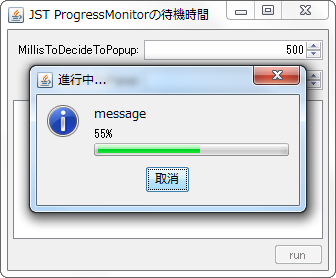 JST ProgressMonitorの待機時間
MillisToDecideToPopup:
500
進行中...
message
55%
取消
run